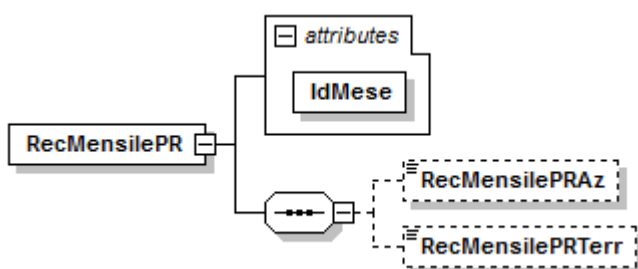 attributes
IdMese
RecMensilePR
RecMensilePRAz
RecMensilePRTerr